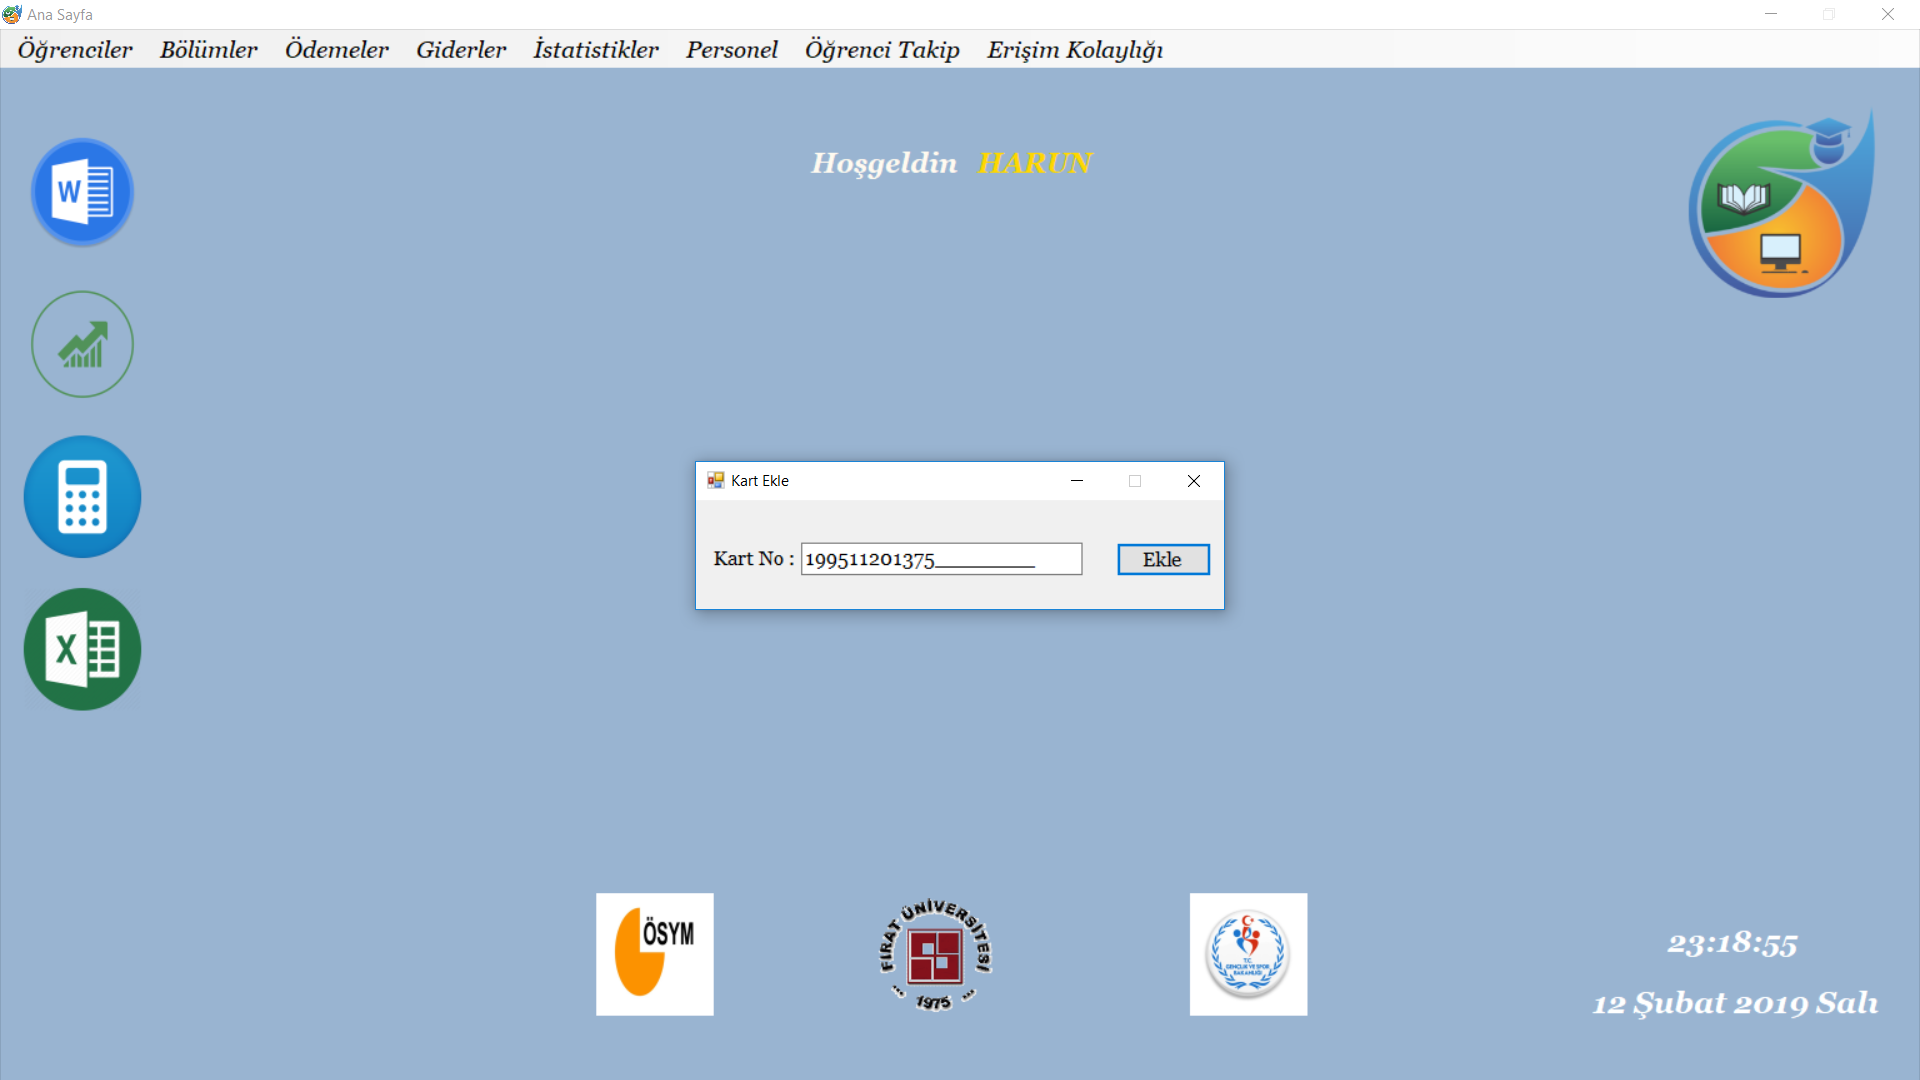 Ana Sayfa
Öğrenciler Bölümler Ödemeler Giderler İstatistikler Personel Öğrenci Takip Erişim Kolaylığı
Hoşgeldin HARUN
W
Kart Ekle
Kart No : 199511201375__________ Ekle
X
ÖSYM
FIRAT ÜNİVERSİTESİ
1975
T.C.
GENÇLİK VE SPOR
BAKANLIĞI
23:18:55
12 Şubat 2019 Salı